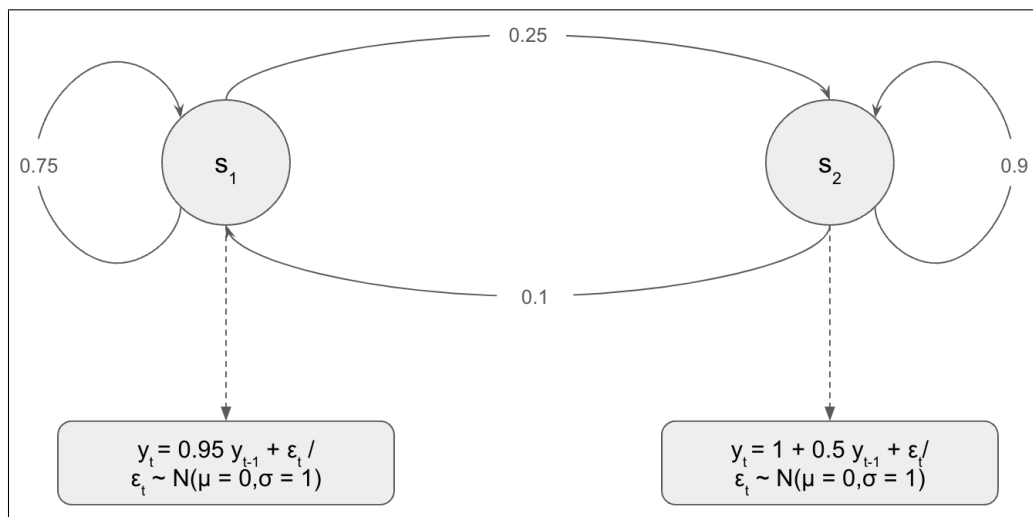 0.25
0.75
s₁
s₂
0.9
0.1
yₜ = 0.95 yₜ₋₁ + εₜ /
εₜ ~ N(μ = 0,σ = 1)
yₜ = 1 + 0.5 yₜ₋₁ + εₜ/
εₜ ~ N(μ = 0,σ = 1)